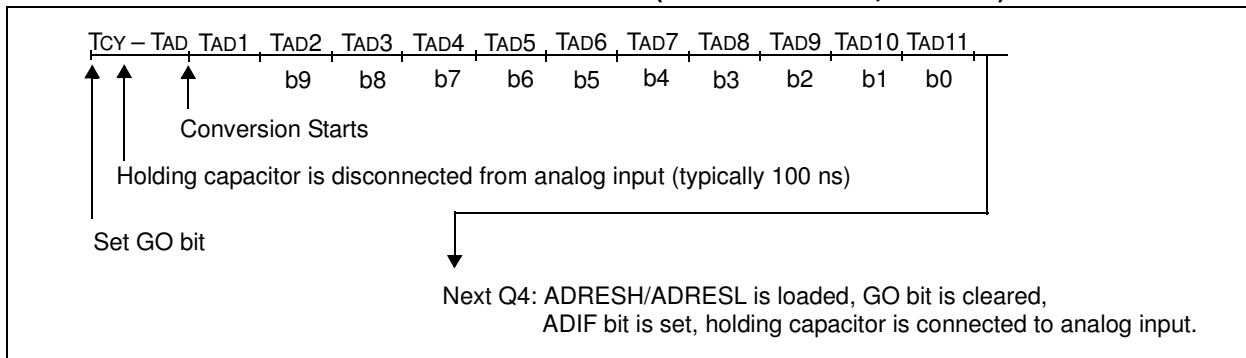 TCY – TAD TAD1 TAD2 TAD3 TAD4 TAD5 TAD6 TAD7 TAD8 TAD9 TAD10 TAD11
b9 b8 b7 b6 b5 b4 b3 b2 b1 b0
Conversion Starts
Holding capacitor is disconnected from analog input (typically 100 ns)
Set GO bit
Next Q4: ADRESH/ADRESL is loaded, GO bit is cleared,
ADIF bit is set, holding capacitor is connected to analog input.